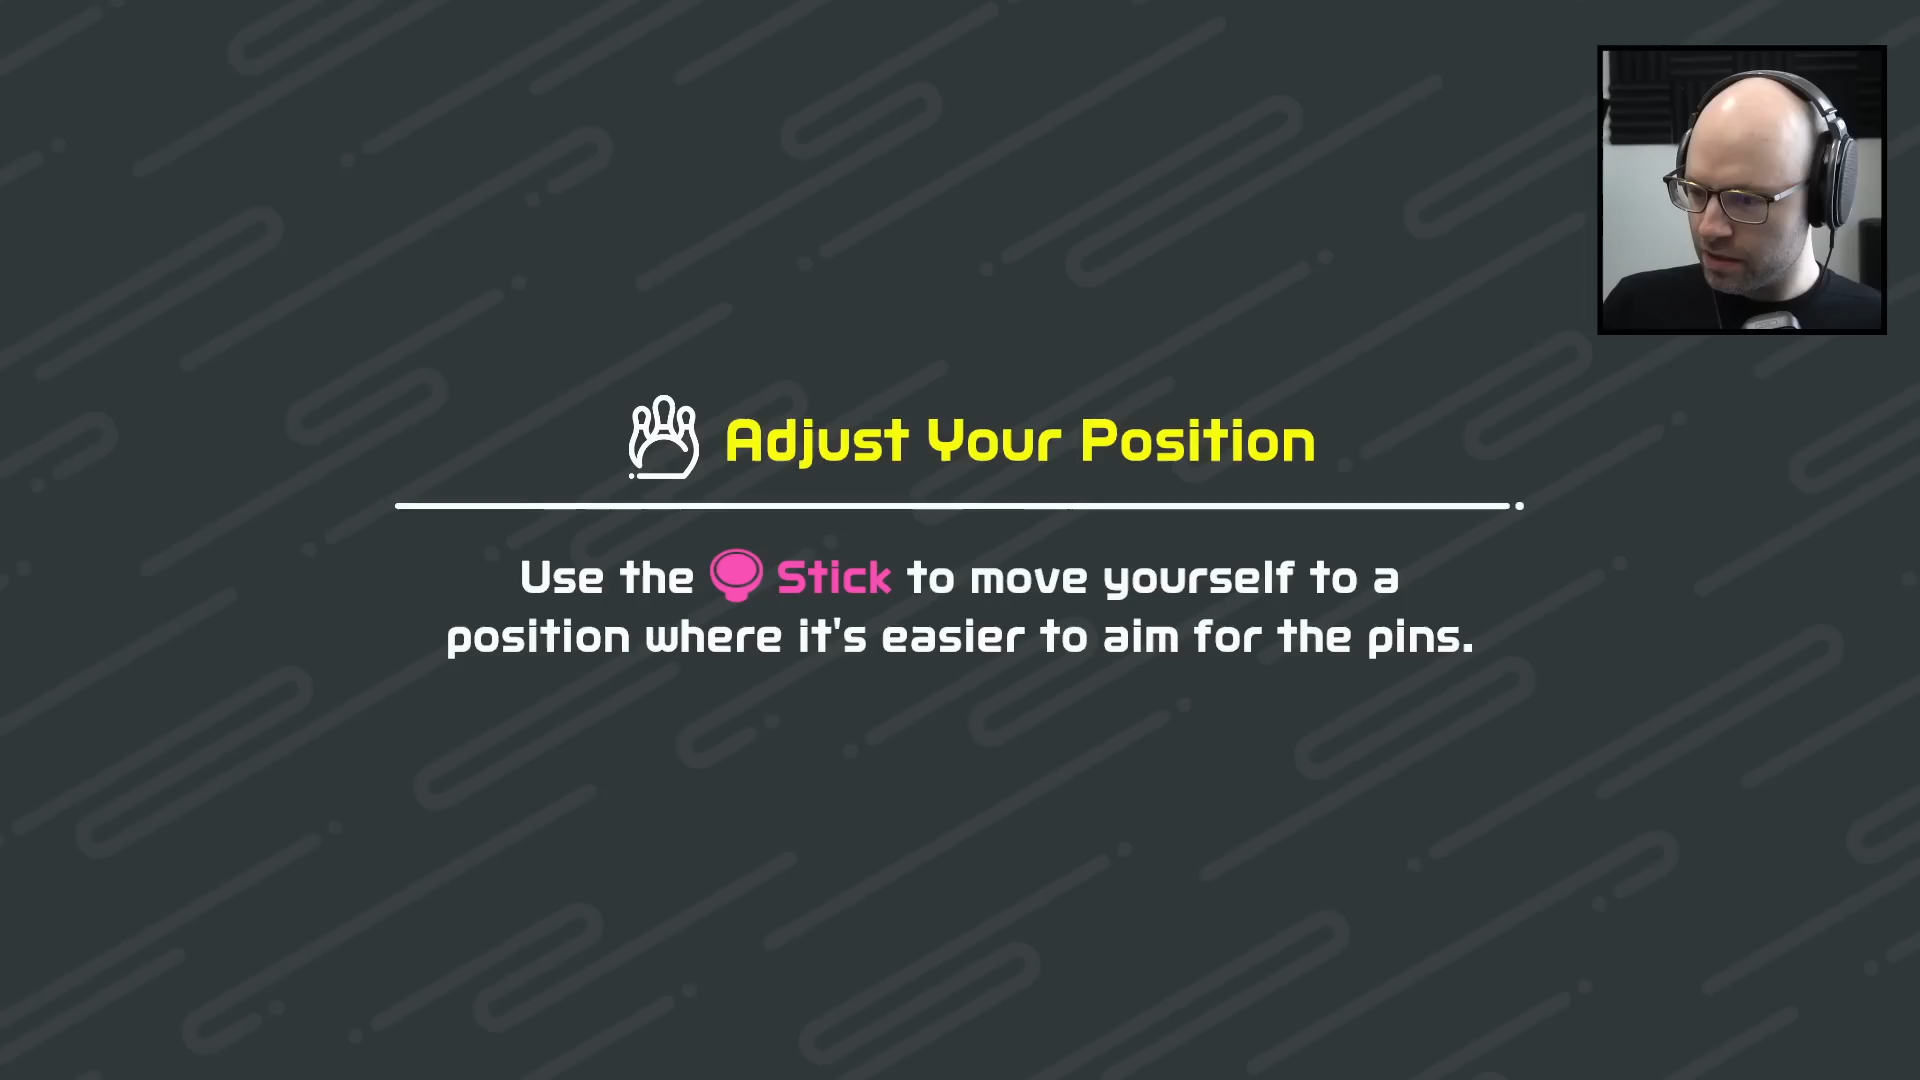 Adjust Your Position
Use the Stick to move yourself to a
position where it's easier to aim for the pins.